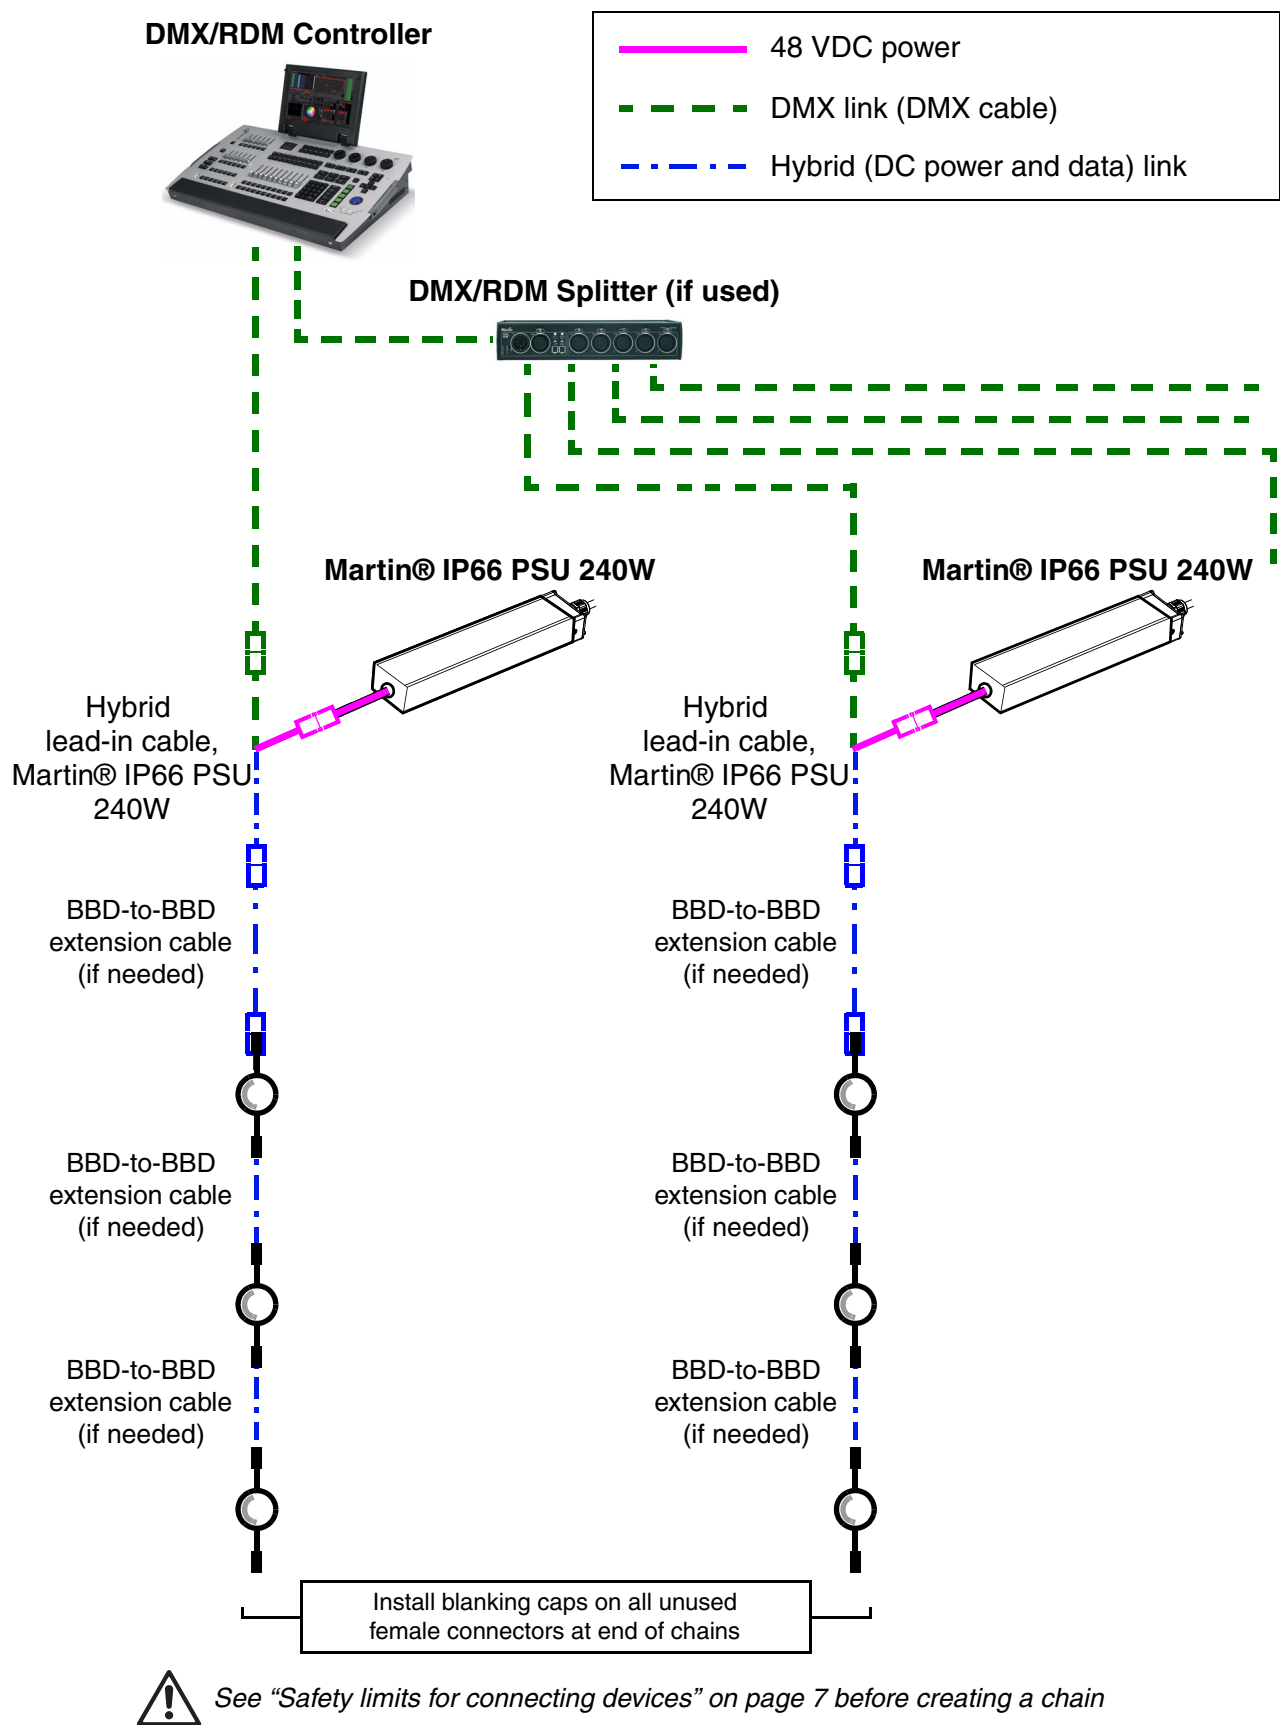 DMX/RDM Controller
48 VDC power
DMX link (DMX cable)
Hybrid (DC power and data) link
DMX/RDM Splitter (if used)
Martin® IP66 PSU 240W
Martin® IP66 PSU 240W
Hybrid
lead-in cable,
Martin® IP66 PSU
240W
Hybrid
lead-in cable,
Martin® IP66 PSU
240W
BBD-to-BBD
extension cable
(if needed)
BBD-to-BBD
extension cable
(if needed)
BBD-to-BBD
extension cable
(if needed)
BBD-to-BBD
extension cable
(if needed)
BBD-to-BBD
extension cable
(if needed)
BBD-to-BBD
extension cable
(if needed)
Install blanking caps on all unused
female connectors at end of chains
See “Safety limits for connecting devices” on page 7 before creating a chain